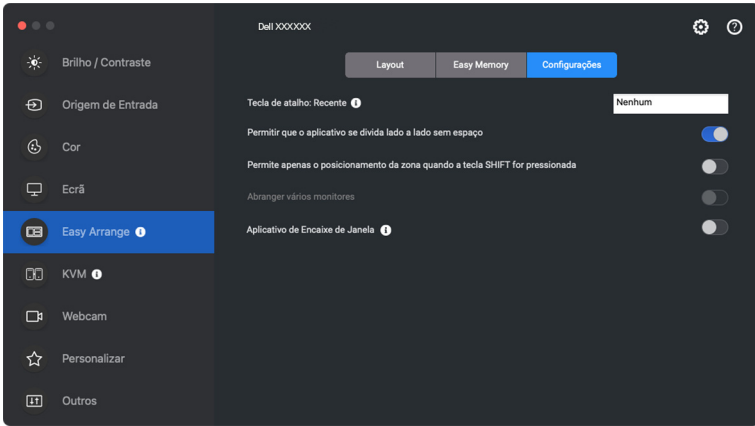 Dell XXXXXX
Brilho / Contraste
Origem de Entrada
Cor
Ecrã
Easy Arrange
KVM
Webcam
Personalizar
Outros
Layout
Easy Memory
Configurações
Tecla de atalho: Recente
Nenhum
Permitir que o aplicativo se divida lado a lado sem espaço
Permite apenas o posicionamento da zona quando a tecla SHIFT for pressionada
Abranger vários monitores
Aplicativo de Encaixe de Janela